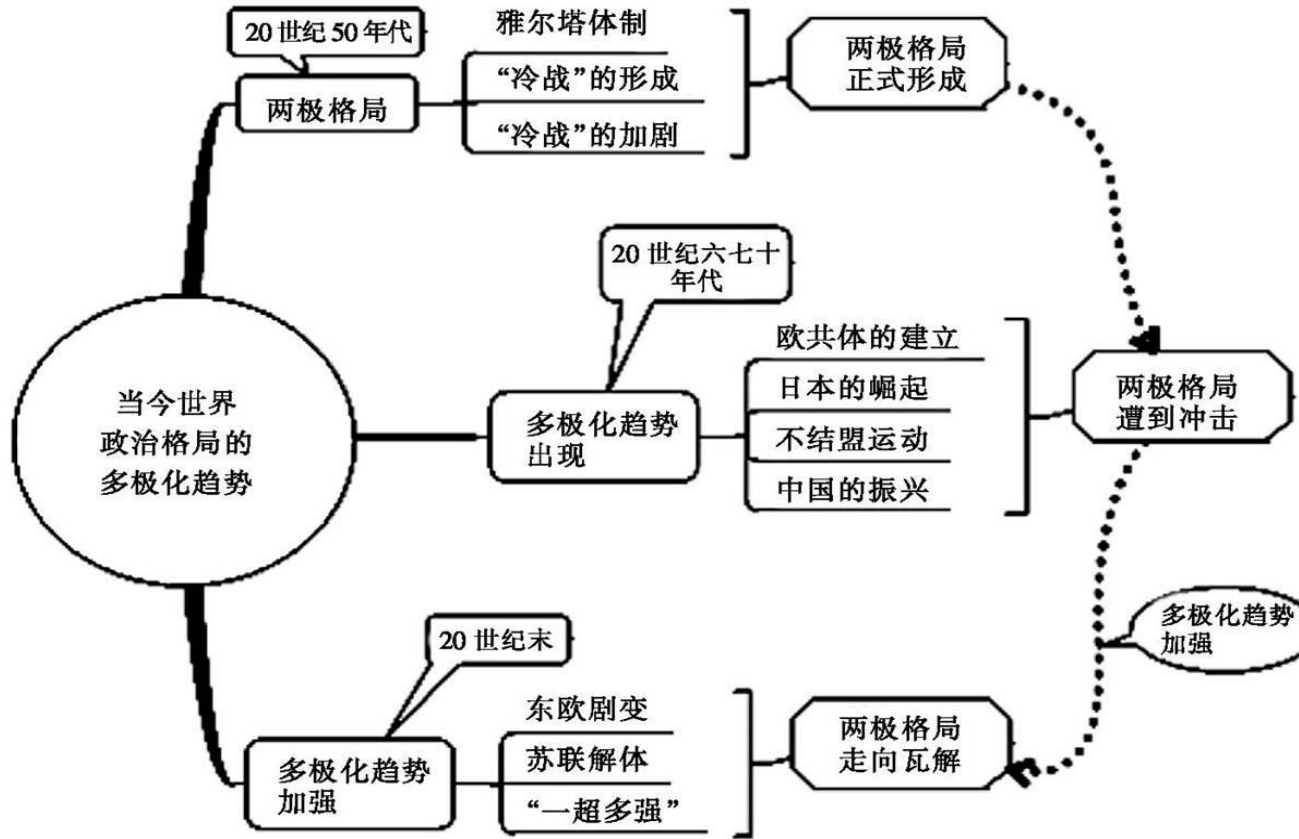 20世纪50年代
两极格局
雅尔塔体制
“冷战”的形成
“冷战”的加剧
两极格局
正式形成
当今世界
政治格局的
多极化趋势
20世纪六七十
年代
多极化趋势
出现
欧共体的建立
日本的崛起
不结盟运动
中国的振兴
两极格局
遭到冲击
多极化趋势
加强
20世纪末
多极化趋势
加强
东欧剧变
苏联解体
“一超多强”
两极格局
走向瓦解